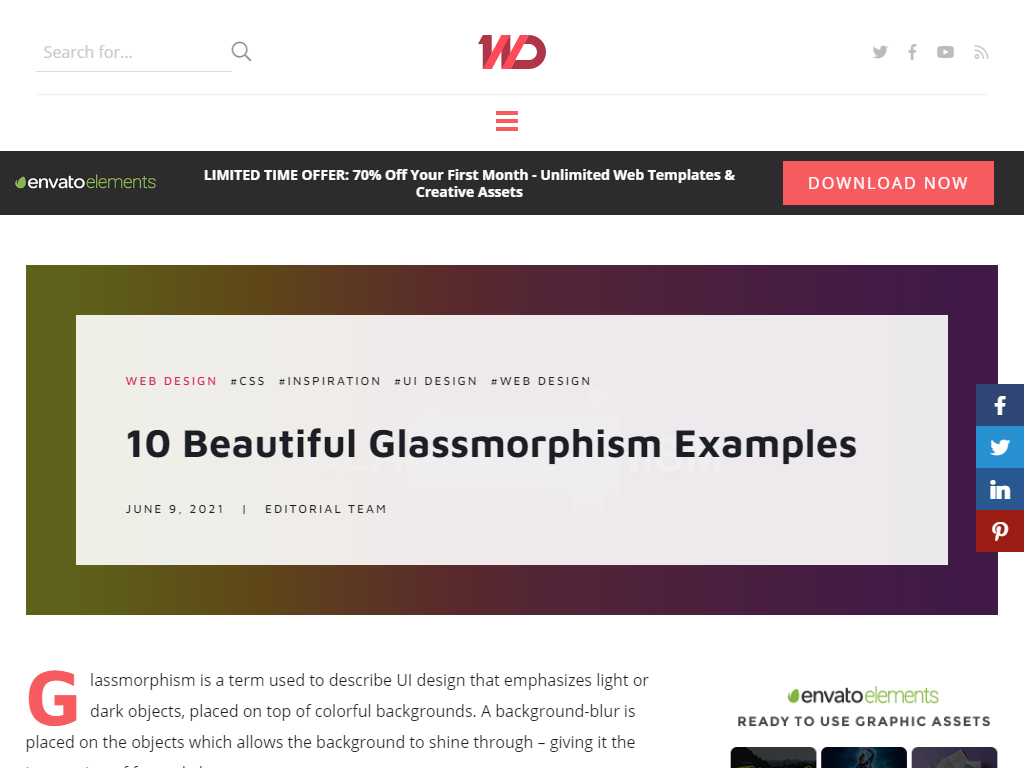 Search for...
WD
envatoelements
LIMITED TIME OFFER: 70% Off Your First Month - Unlimited Web Templates &
Creative Assets
DOWNLOAD NOW
WEB DESIGN #CSS #INSPIRATION #UI DESIGN #WEB DESIGN
10 Beautiful Glassmorphism Examples
JUNE 9, 2021 | EDITORIAL TEAM
Glassmorphism is a term used to describe UI design that emphasizes light or
dark objects, placed on top of colorful backgrounds. A background-blur is
placed on the objects which allows the background to shine through – giving it the
envatoelements
READY TO USE GRAPHIC ASSETS